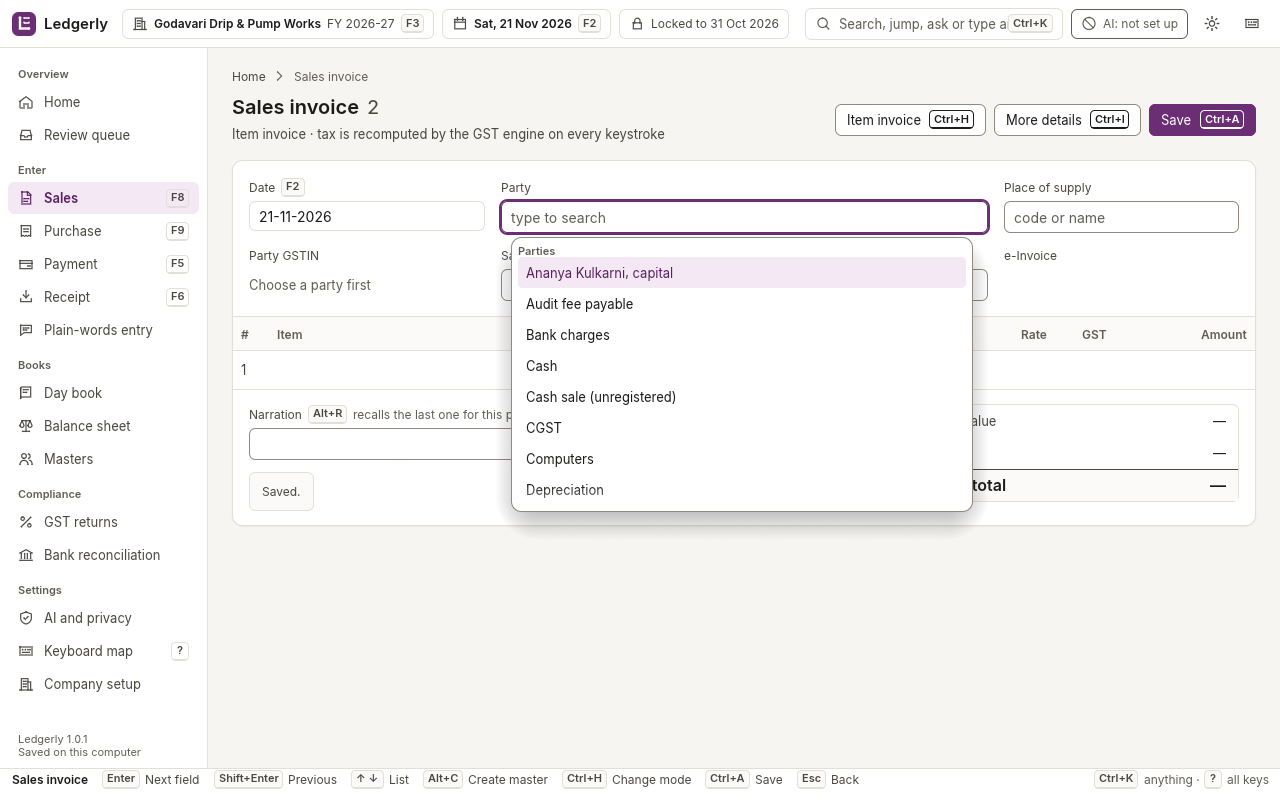 Ledgerly
Godavari Drip & Pump Works FY 2026-27 F3
Sat, 21 Nov 2026 F2
Locked to 31 Oct 2026
Search, jump, ask or type a Ctrl+K
AI: not set up
Overview
Home
Review queue
Enter
Sales F8
Purchase F9
Payment F5
Receipt F6
Plain-words entry
Books
Day book
Balance sheet
Masters
Compliance
GST returns
Bank reconciliation
Settings
AI and privacy
Keyboard map ?
Company setup
Ledgerly 1.0.1
Saved on this computer
Home > Sales invoice
Sales invoice 2
Item invoice · tax is recomputed by the GST engine on every keystroke
Item invoice Ctrl+H
More details Ctrl+I
Save Ctrl+A
Date F2
21-11-2026
Party
type to search
Place of supply
code or name
Party GSTIN
Choose a party first
Sa
e-Invoice
Parties
Ananya Kulkarni, capital
Audit fee payable
Bank charges
Cash
Cash sale (unregistered)
CGST
Computers
Depreciation
# Item Rate GST Amount
1
Narration Alt+R recalls the last one for this p
Saved.
alue —
—
total —
Sales invoice Enter Next field Shift+Enter Previous ↑ ↓ List Alt+C Create master Ctrl+H Change mode Ctrl+A Save Esc Back Ctrl+K anything · ? all keys